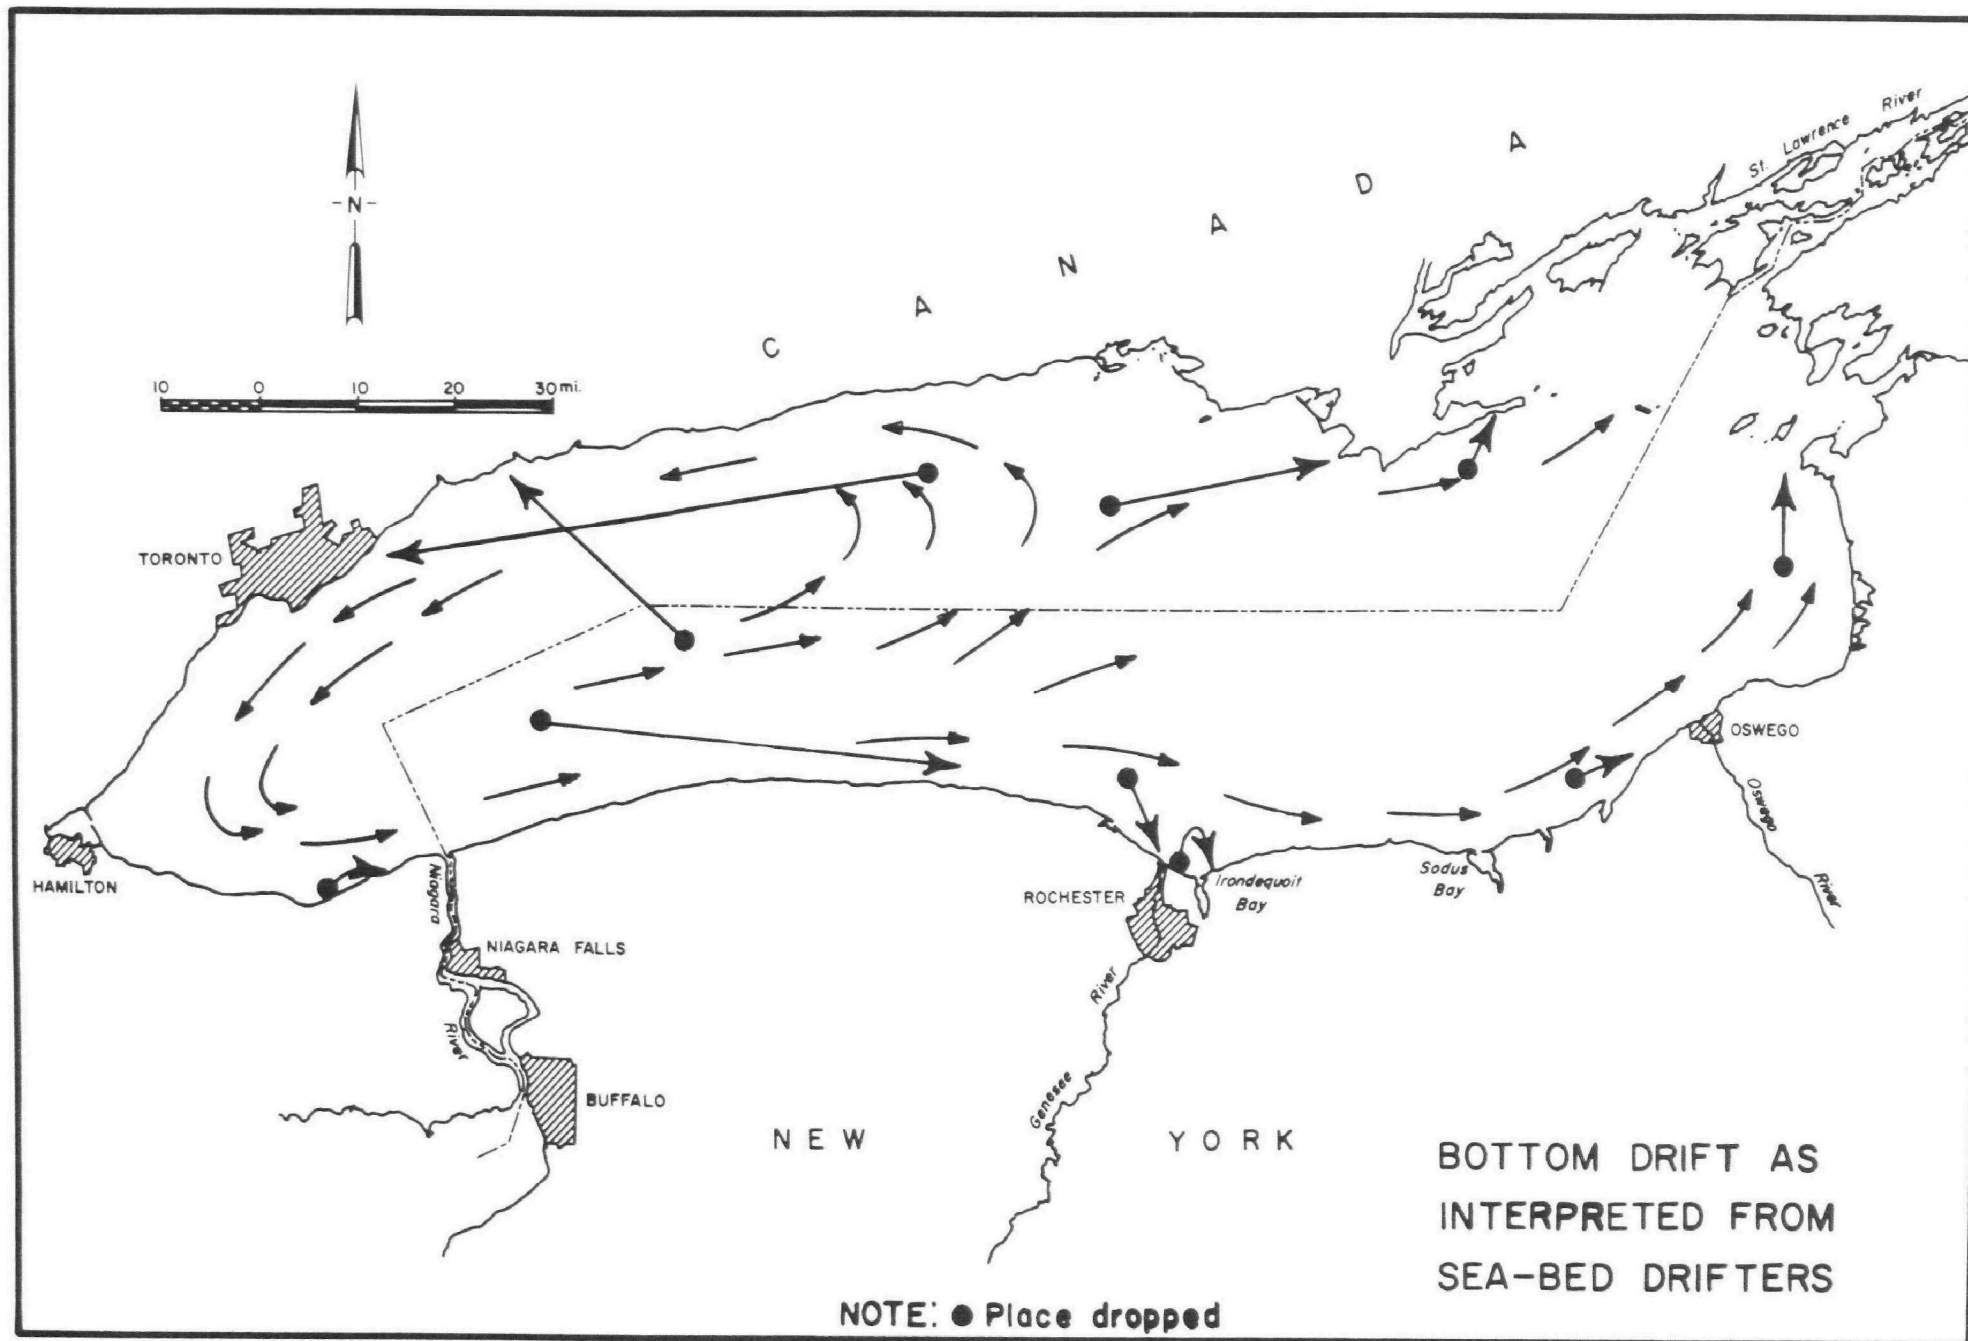 St. Lawrence River
C A N A D A
-N-
10 0 10 20 30 mi.
TORONTO
OSWEGO
Oswego River
HAMILTON
Niagara River
ROCHESTER
Irondequoit
Bay
Sodus
Bay
NIAGARA FALLS
BUFFALO
Genesee River
NEW YORK
BOTTOM DRIFT AS
INTERPRETED FROM
SEA-BED DRIFTERS
NOTE: ● Place dropped